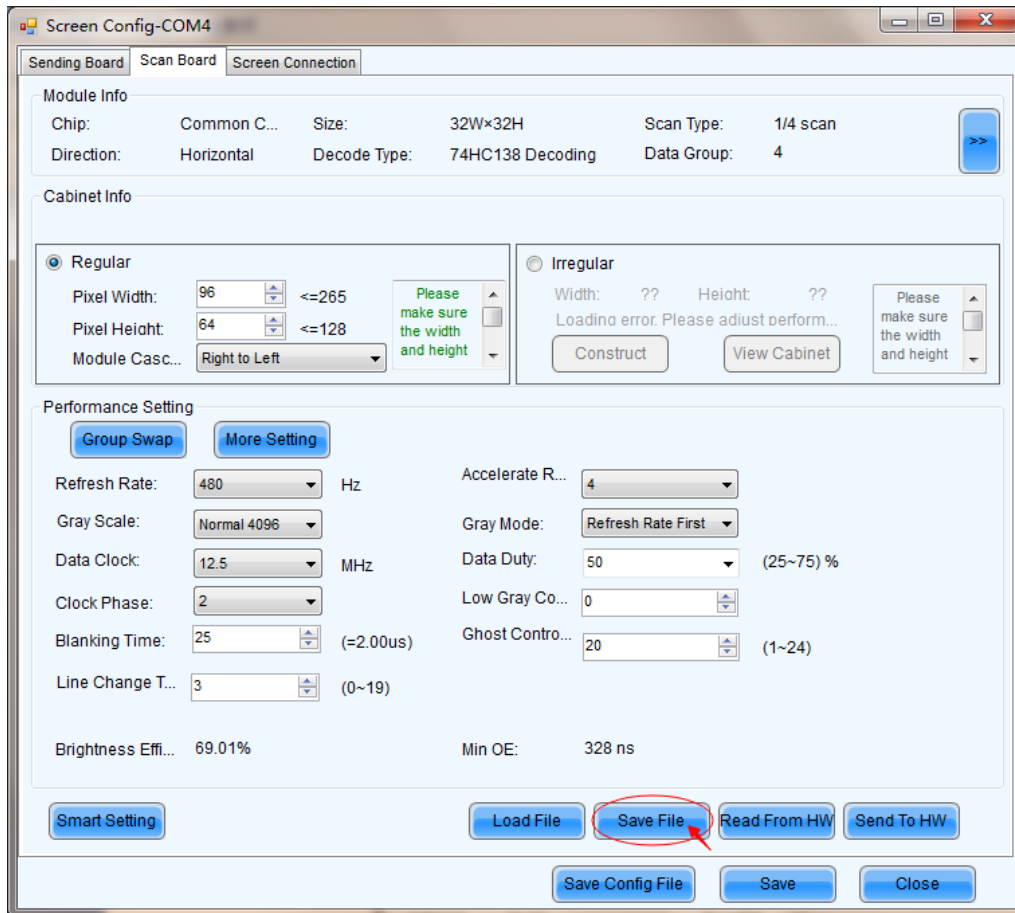 Screen Config-COM4
Sending Board Scan Board Screen Connection
Module Info
Chip: Common C... Size: 32W×32H Scan Type: 1/4 scan
Direction: Horizontal Decode Type: 74HC138 Decoding Data Group: 4
>>
Cabinet Info
Regular
Pixel Width: 96 <=265
Pixel Height: 64 <=128
Module Casc... Right to Left
Please
make sure
the width
and height
Irregular
Width: ?? Height: ??
Loading error. Please adjust perform...
Construct View Cabinet
Please
make sure
the width
and height
Performance Setting
Group Swap More Setting
Refresh Rate: 480 Hz Accelerate R... 4
Gray Scale: Normal 4096 Gray Mode: Refresh Rate First
Data Clock: 12.5 MHz Data Duty: 50 (25~75) %
Clock Phase: 2 Low Gray Co... 0
Blanking Time: 25 (=2.00us) Ghost Contro... 20 (1~24)
Line Change T... 3 (0~19)
Brightness Effi... 69.01% Min OE: 328 ns
Smart Setting Load File Save File Read From HW Send To HW
Save Config File Save Close